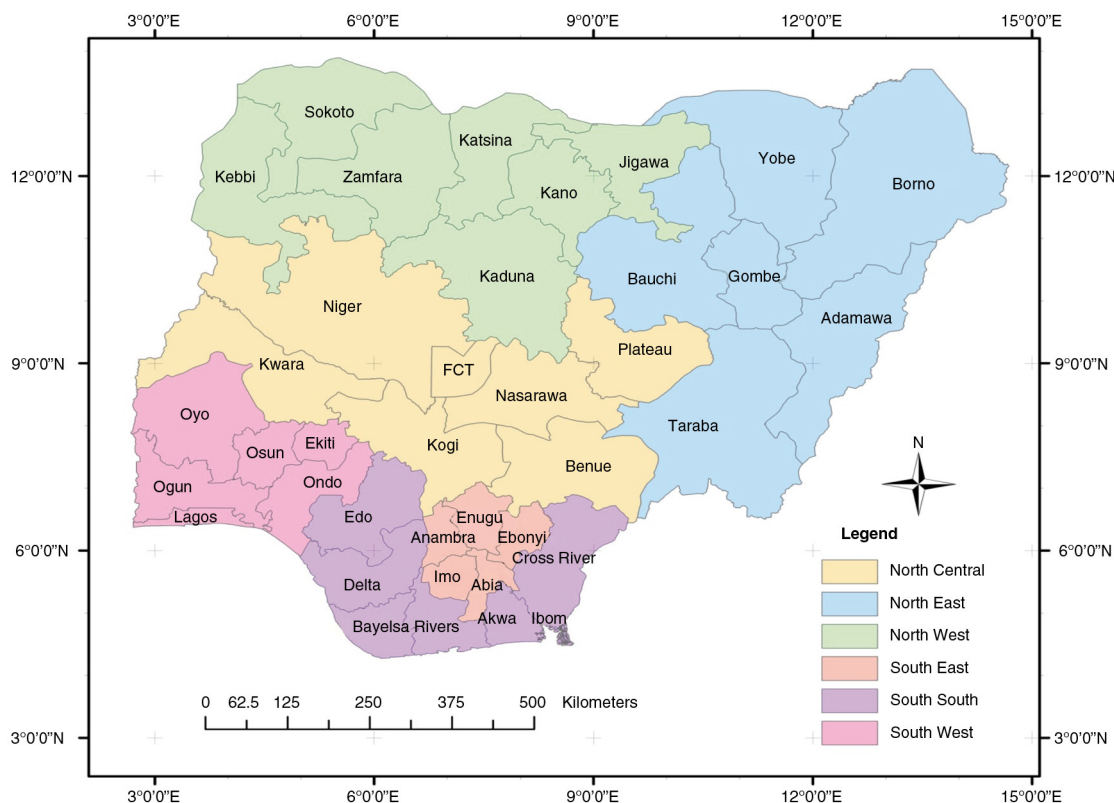 3°0’0”E 6°0’0”E 9°0’0”E 12°0’0”E 15°0’0”E
Sokoto
Katsina
Jigawa
Yobe
12°0’0”N
Kebbi
Zamfara
Kano
Borno
12°0’0”N
Kaduna
Bauchi
Gombe
Niger
Adamawa
Plateau
9°0’0”N
Kwara
FCT
9°0’0”N
Nasarawa
Oyo
Taraba
Ekiti
Kogi
Osun
N
Benue
Ogun
Ondo
Lagos
Edo
Enugu
Anambra
Ebonyi
Legend
6°0’0”N
Cross River
6°0’0”N
Imo
Abia
Delta
Bayelsa
Rivers
Akwa
Ibom
North Central
North East
North West
South East
South South
South West
0 62.5 125 250 375 500 Kilometers
3°0’0”N
3°0’0”N
3°0’0”E 6°0’0”E 9°0’0”E 12°0’0”E 15°0’0”E